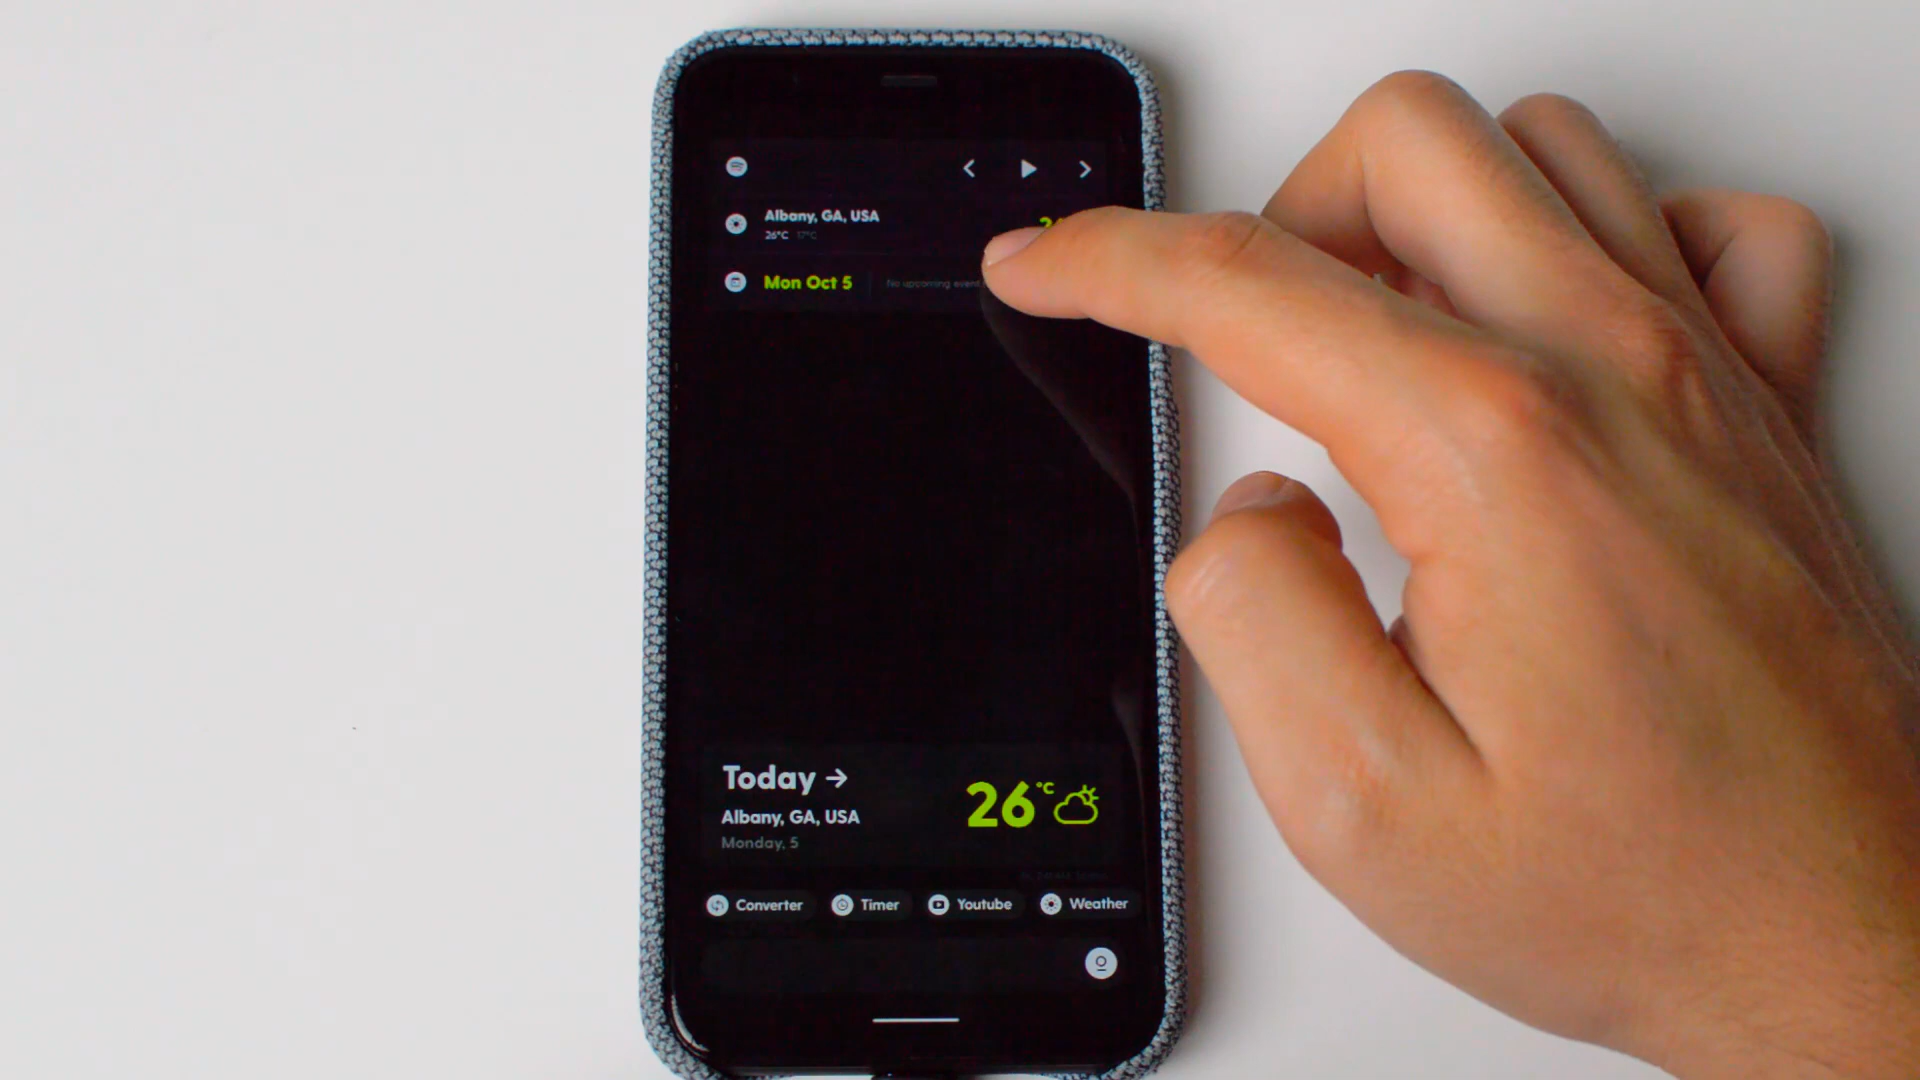 Albany, GA, USA
26°C 17°C
Mon Oct 5
No upcoming event
Today →
Albany, GA, USA
Monday, 5
26°C
Converter
Timer
Youtube
Weather